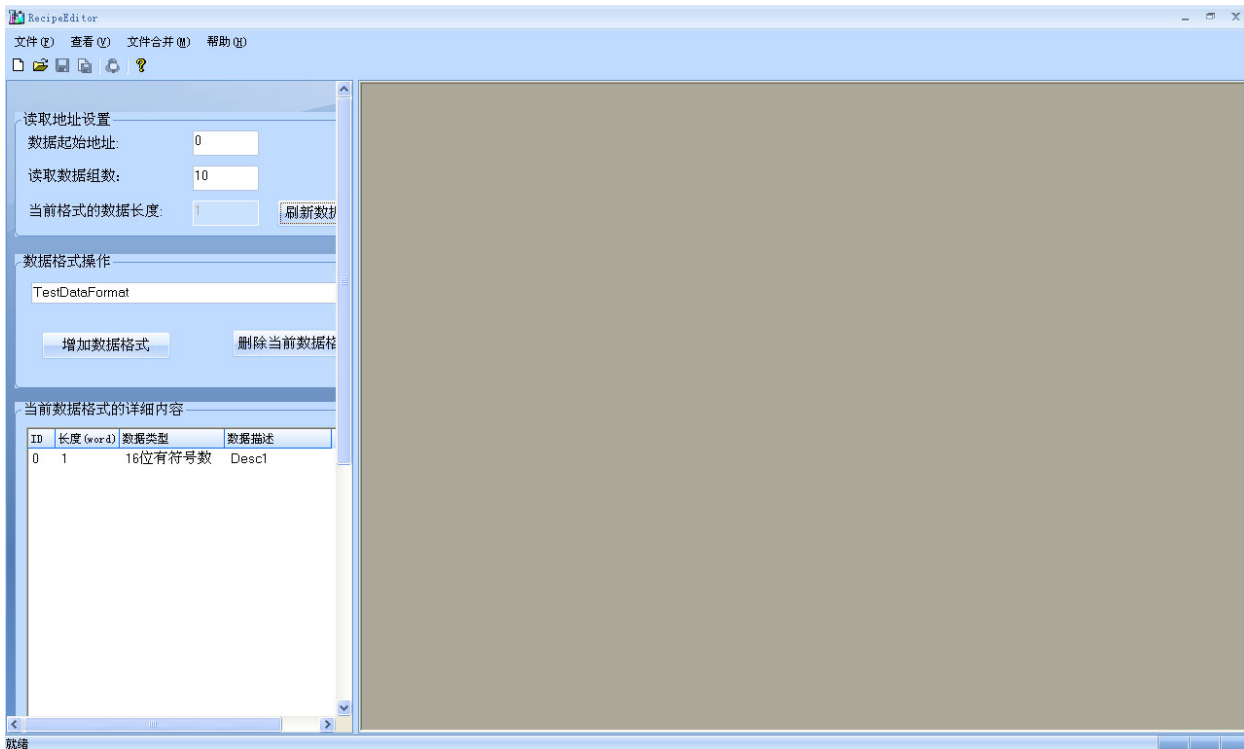 RecipeEditor
文件(F) 查看(V) 文件合并(M) 帮助(H)
读取地址设置
数据起始地址: 0
读取数据组数: 10
当前格式的数据长度: 1 刷新数据
数据格式操作
TestDataFormat
增加数据格式 删除当前数据格
当前数据格式的详细内容
ID 长度(word) 数据类型 数据描述
0 1 16位有符号数 Desc1
就绪